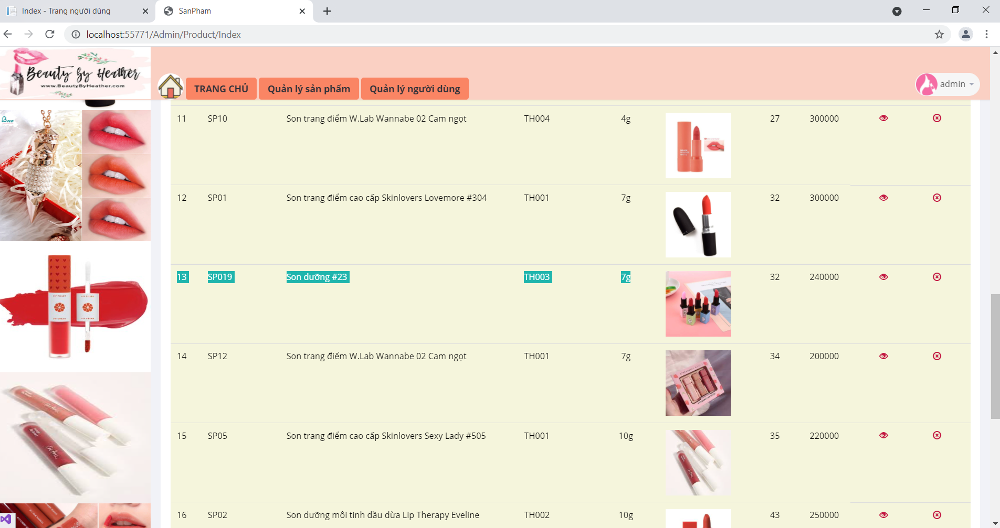 Index - Trang người dùng
SanPham
localhost:55771/Admin/Product/Index
Beauty by Heather
www.BeautyByHeather.com
TRANG CHỦ
Quản lý sản phẩm
Quản lý người dùng
admin
11 SP10 Son trang điểm W.Lab Wannabe 02 Cam ngọt TH004 4g 27 300000
12 SP01 Son trang điểm cao cấp Skinlovers Lovemore #304 TH001 7g 32 300000
13 SP019 Son dưỡng #23 TH003 7g 32 240000
LIP FILLER
LIP CREAM
14 SP12 Son trang điểm W.Lab Wannabe 02 Cam ngọt TH001 7g 34 200000
15 SP05 Son trang điểm cao cấp Skinlovers Sexy Lady #505 TH001 10g 35 220000
16 SP02 Son dưỡng môi tinh dầu dừa Lip Therapy Eveline TH002 10g 43 250000